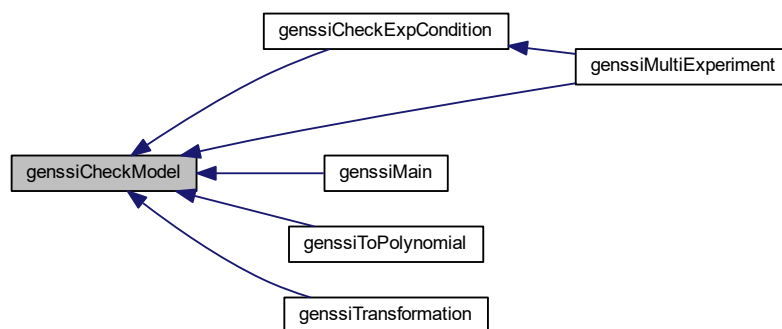 genssiCheckExpCondition
genssiMultiExperiment
genssiCheckModel
genssiMain
genssiToPolynomial
genssiTransformation